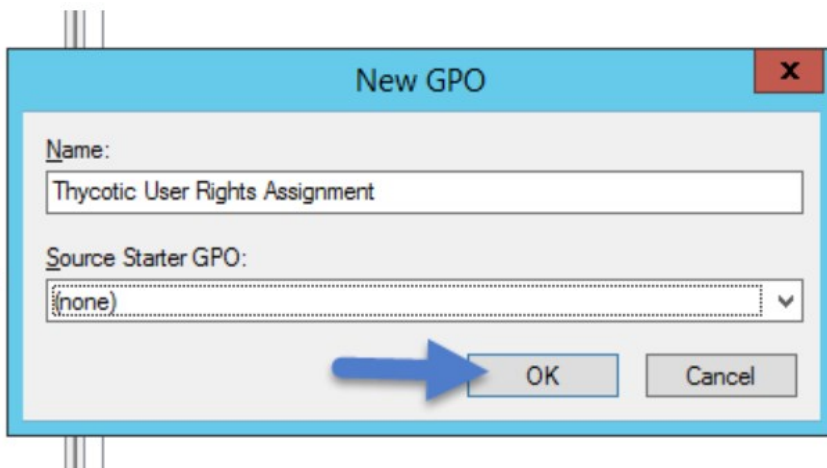 New GPO
x
Name:
Thycotic User Rights Assignment
Source Starter GPO:
(none)
OK Cancel